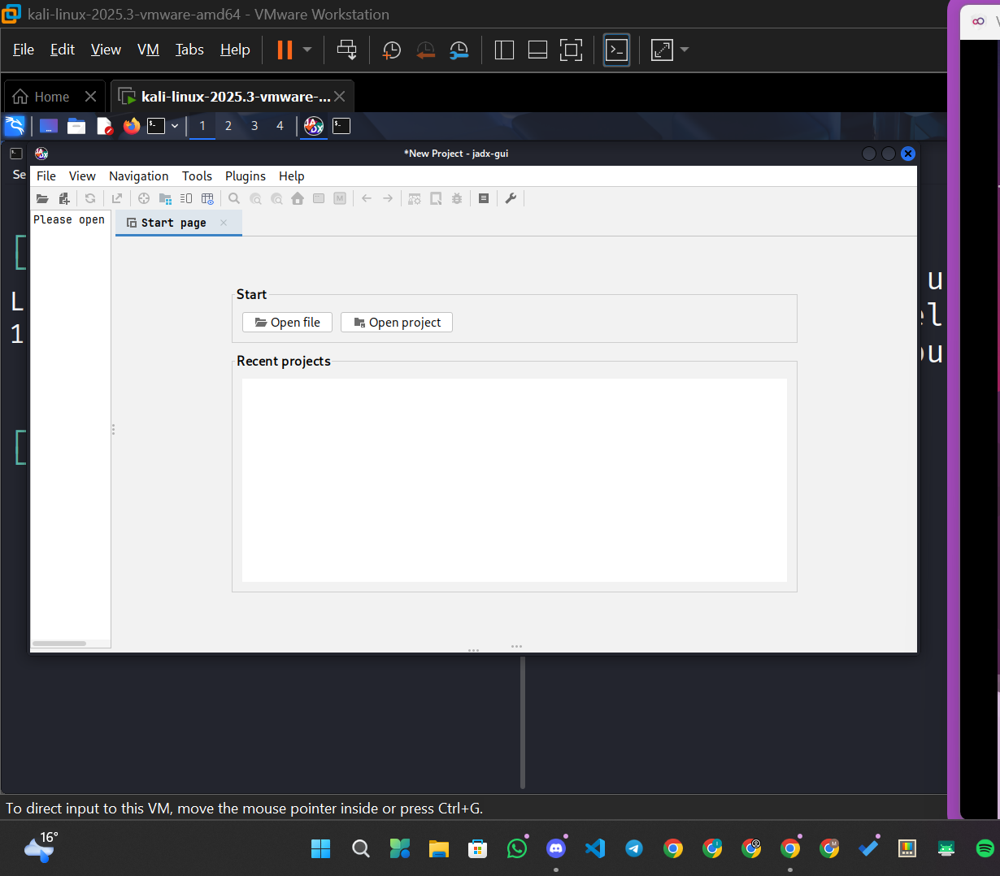 kali-linux-2025.3-vmware-amd64 - VMware Workstation
File Edit View VM Tabs Help
Home
kali-linux-2025.3-vmware-...
1 2 3 4
*New Project - jadx-gui
Se
File View Navigation Tools Plugins Help
Please open
Start page
Start
Open file Open project
Recent projects
L
1
u
el
ou
To direct input to this VM, move the mouse pointer inside or press Ctrl+G.
16°